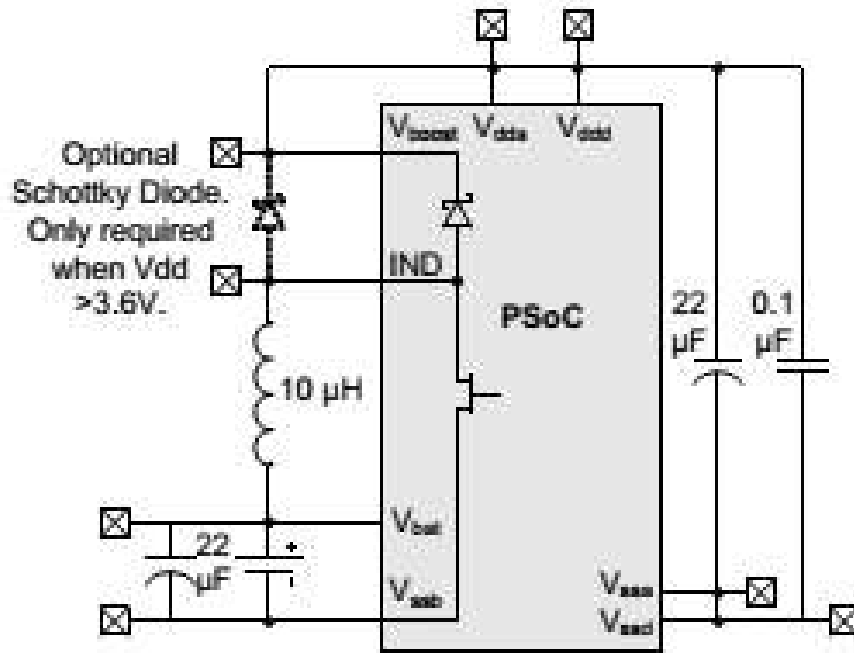 Vboost Vdda Vddd
Optional
Schottky Diode.
Only required
when Vdd
>3.6V.
IND
PSoC
22
µF
0.1
µF
10 µH
Vbat
22
µF
+
-
Vssb
Vssa
Vssd